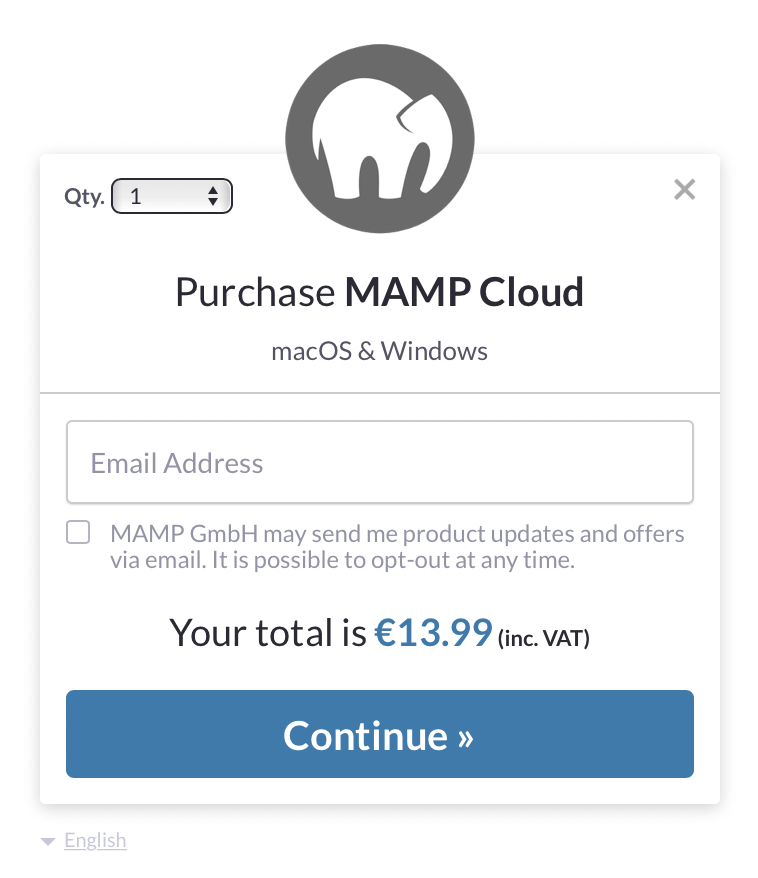 Qty. 1
Purchase MAMP Cloud
macOS & Windows
Email Address
MAMP GmbH may send me product updates and offers
via email. It is possible to opt-out at any time.
Your total is €13.99 (inc. VAT)
Continue »
English